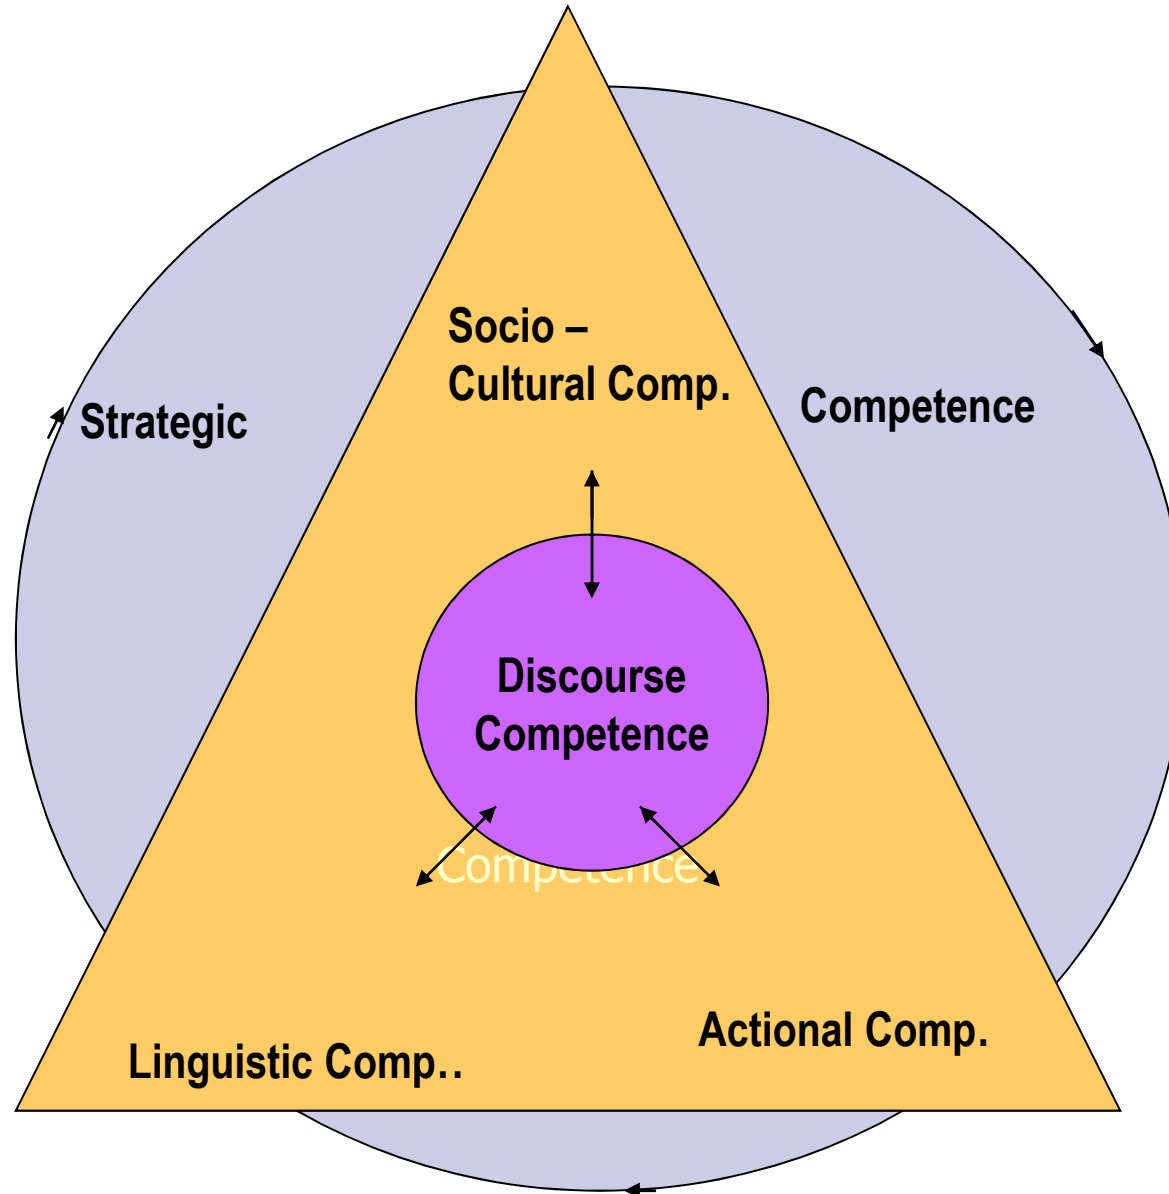 Socio –
Cultural Comp.
Strategic
Competence
Discourse
Competence
Competence
Actional Comp.
Linguistic Comp..